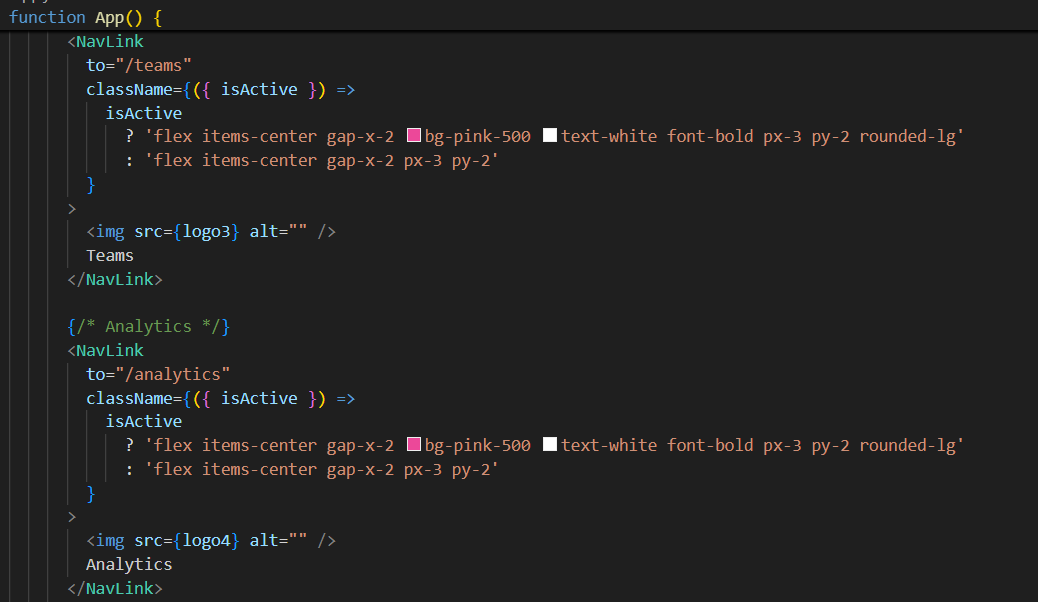 function App() {
<NavLink
to="/teams"
className={({ isActive }) =>
isActive
? 'flex items-center gap-x-2 bg-pink-500 text-white font-bold px-3 py-2 rounded-lg'
: 'flex items-center gap-x-2 px-3 py-2'
}
>
<img src={logo3} alt="" />
Teams
</NavLink>
{/* Analytics */}
<NavLink
to="/analytics"
className={({ isActive }) =>
isActive
? 'flex items-center gap-x-2 bg-pink-500 text-white font-bold px-3 py-2 rounded-lg'
: 'flex items-center gap-x-2 px-3 py-2'
}
>
<img src={logo4} alt="" />
Analytics
</NavLink>